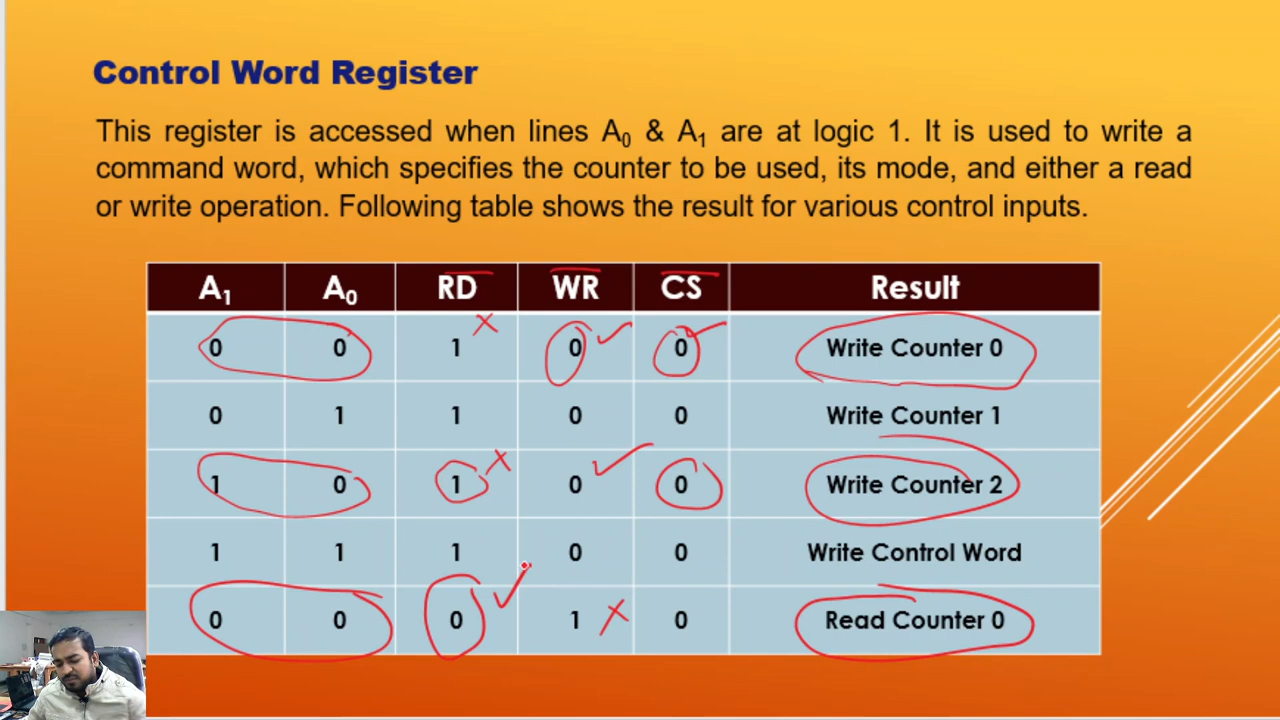 Control Word Register
This register is accessed when lines A₀ & A₁ are at logic 1. It is used to write a
command word, which specifies the counter to be used, its mode, and either a read
or write operation. Following table shows the result for various control inputs.
A₁ A₀ RD WR CS Result
0 0 1 0 0 Write Counter 0
0 1 1 0 0 Write Counter 1
1 0 1 0 0 Write Counter 2
1 1 1 0 0 Write Control Word
0 0 0 1 0 Read Counter 0